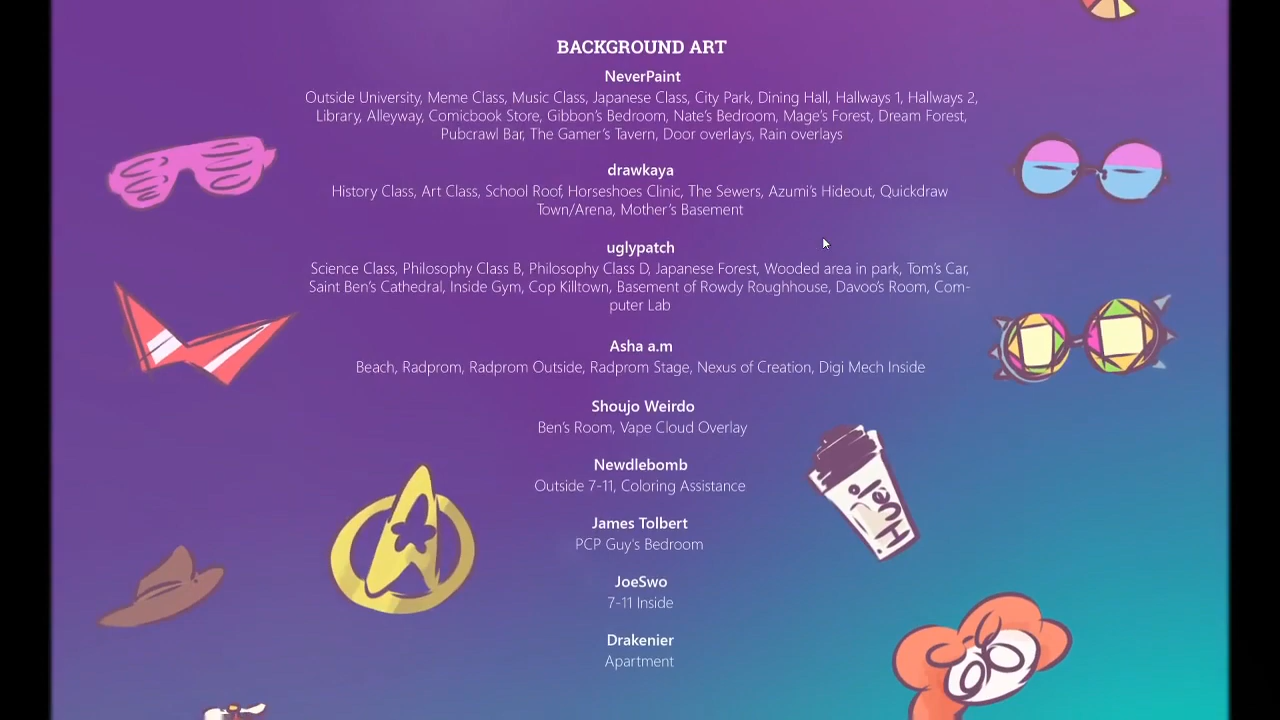 BACKGROUND ART
NeverPaint
Outside University, Meme Class, Music Class, Japanese Class, City Park, Dining Hall, Hallways 1, Hallways 2,
Library, Alleyway, Comicbook Store, Gibbon's Bedroom, Nate's Bedroom, Mage's Forest, Dream Forest,
Pubcrawl Bar, The Gamer's Tavern, Door overlays, Rain overlays
drawkaya
History Class, Art Class, School Roof, Horseshoes Clinic, The Sewers, Azumi's Hideout, Quickdraw
Town/Arena, Mother's Basement
uglypatch
Science Class, Philosophy Class B, Philosophy Class D, Japanese Forest, Wooded area in park, Tom's Car,
Saint Ben's Cathedral, Inside Gym, Cop Killtown, Basement of Rowdy Roughhouse, Davoo's Room, Com-
puter Lab
Asha a.m
Beach, Radprom, Radprom Outside, Radprom Stage, Nexus of Creation, Digi Mech Inside
Shoujo Weirdo
Ben's Room, Vape Cloud Overlay
Newdlebomb
Outside 7-11, Coloring Assistance
James Tolbert
PCP Guy's Bedroom
JoeSwo
7-11 Inside
Drakenier
Apartment